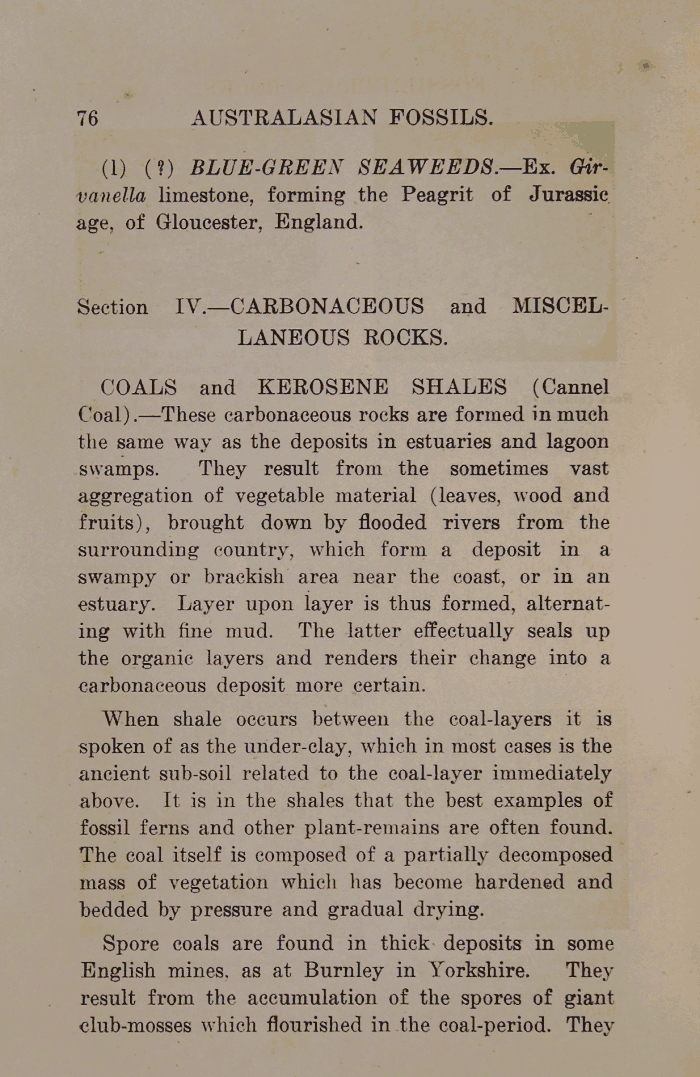 76 AUSTRALASIAN FOSSILS.
(1) (?) BLUE-GREEN SEAWEEDS.—Ex. Gir-
vanella limestone, forming the Peagrit of Jurassic
age, of Gloucester, England.
Section IV.—CARBONACEOUS and MISCEL-
LANEOUS ROCKS.
COALS and KEROSENE SHALES (Cannel
Coal).—These carbonaceous rocks are formed in much
the same way as the deposits in estuaries and lagoon
swamps. They result from the sometimes vast
aggregation of vegetable material (leaves, wood and
fruits), brought down by flooded rivers from the
surrounding country, which form a deposit in a
swampy or brackish area near the coast, or in an
estuary. Layer upon layer is thus formed, alternat-
ing with fine mud. The latter effectually seals up
the organic layers and renders their change into a
carbonaceous deposit more certain.
When shale occurs between the coal-layers it is
spoken of as the under-clay, which in most cases is the
ancient sub-soil related to the coal-layer immediately
above. It is in the shales that the best examples of
fossil ferns and other plant-remains are often found.
The coal itself is composed of a partially decomposed
mass of vegetation which has become hardened and
bedded by pressure and gradual drying.
Spore coals are found in thick deposits in some
English mines, as at Burnley in Yorkshire. They
result from the accumulation of the spores of giant
club-mosses which flourished in the coal-period. They